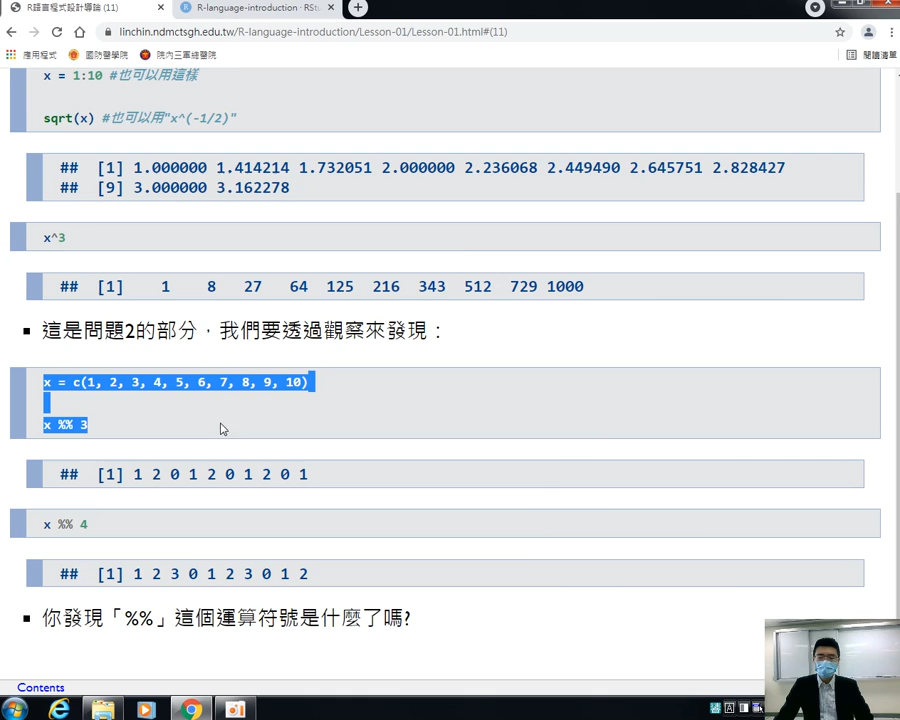 R語言程式設計導論 (11)
R-language-introduction · RSt
linchin.ndmctsgh.edu.tw/R-language-introduction/Lesson-01/Lesson-01.html#(11)
應用程式 國防醫學院 院內三軍總醫院 閱讀清單
x = 1:10 #也可以用這樣
sqrt(x) #也可以用"x^(-1/2)"
## [1] 1.000000 1.414214 1.732051 2.000000 2.236068 2.449490 2.645751 2.828427
## [9] 3.000000 3.162278
x^3
## [1] 1 8 27 64 125 216 343 512 729 1000
▪ 這是問題2的部分，我們要透過觀察來發現：
x = c(1, 2, 3, 4, 5, 6, 7, 8, 9, 10)
x %% 3
## [1] 1 2 0 1 2 0 1 2 0 1
x %% 4
## [1] 1 2 3 0 1 2 3 0 1 2
▪ 你發現「%%」這個運算符號是什麼了嗎?
Contents